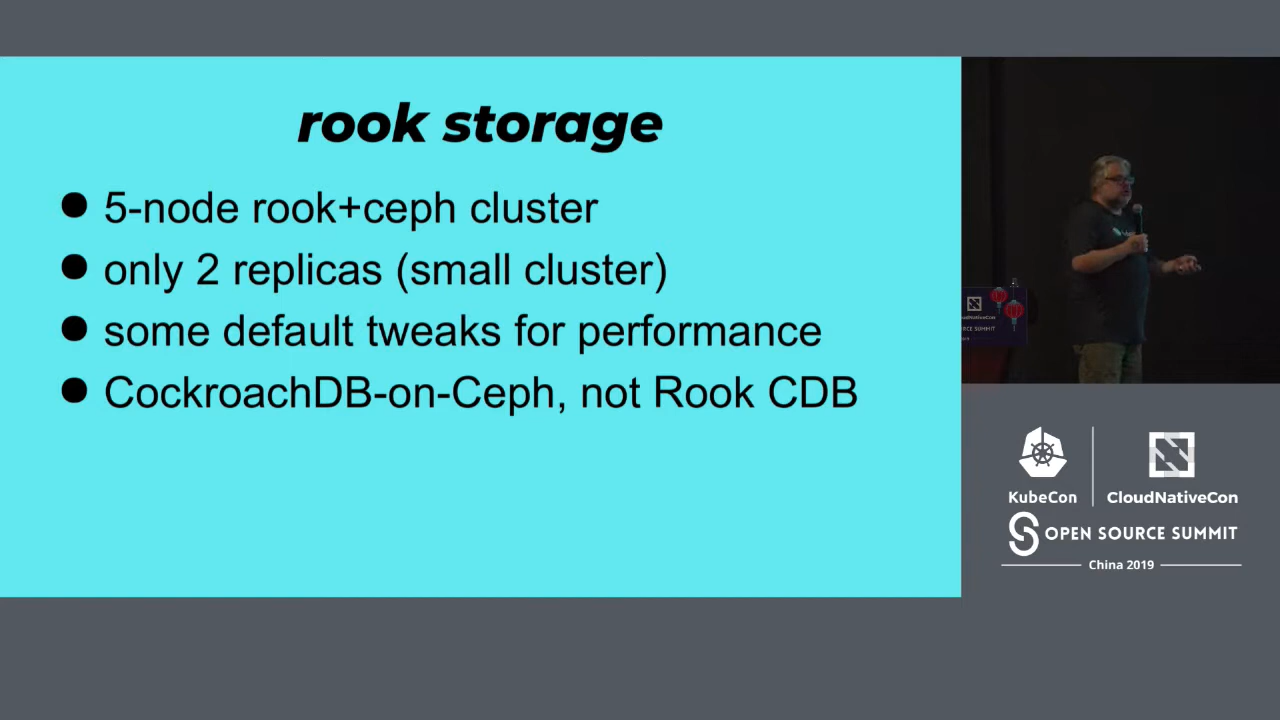 rook storage
● 5-node rook+ceph cluster
● only 2 replicas (small cluster)
● some default tweaks for performance
● CockroachDB-on-Ceph, not Rook CDB
KubeCon
CloudNativeCon
OPEN SOURCE SUMMIT
China 2019